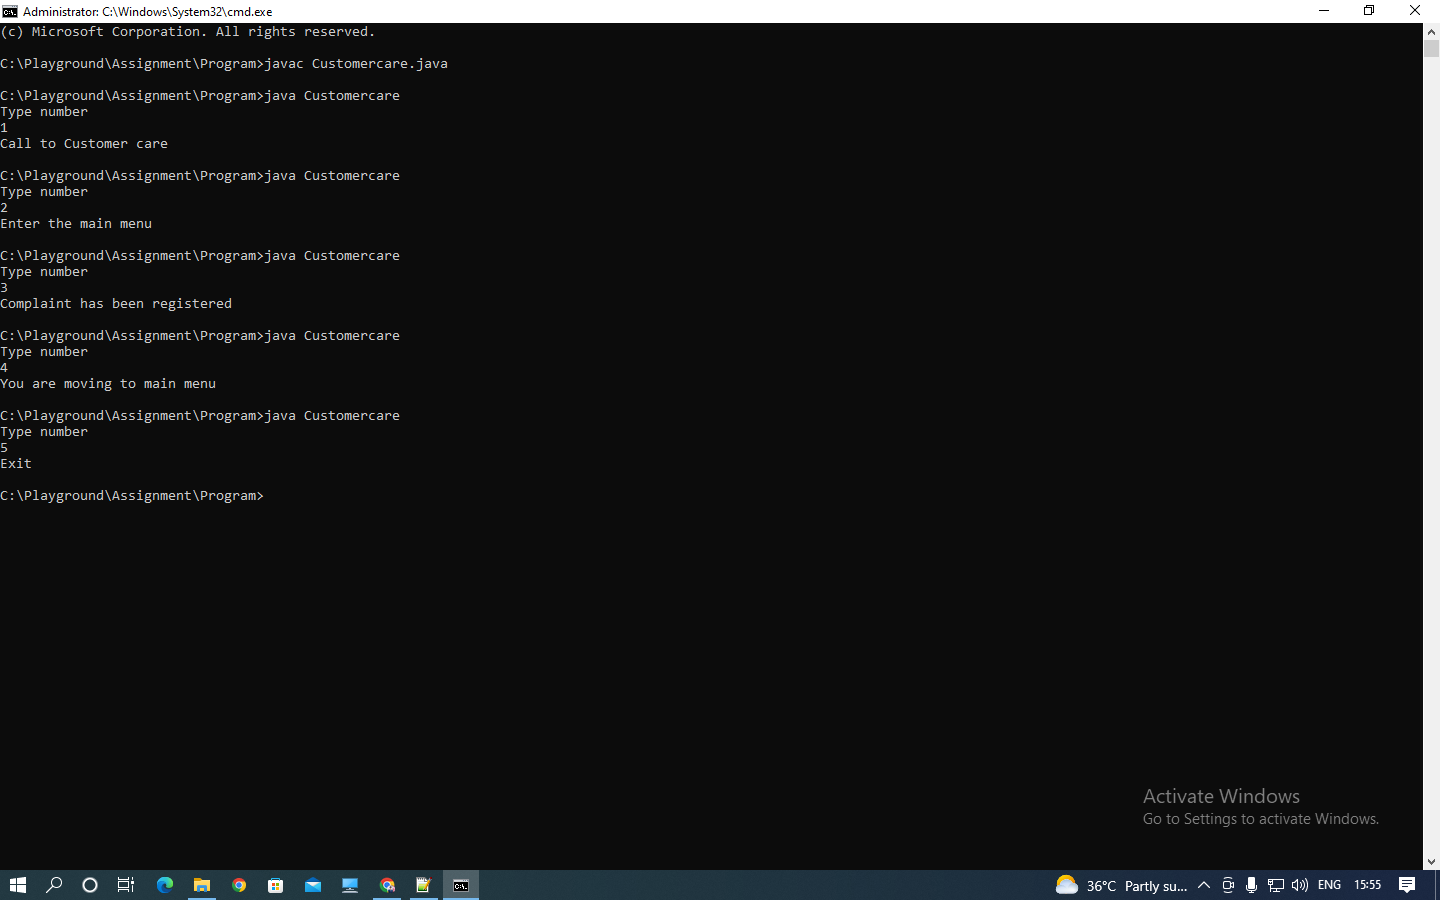 Administrator: C:\Windows\System32\cmd.exe
(c) Microsoft Corporation. All rights reserved.
C:\Playground\Assignment\Program>javac Customercare.java
C:\Playground\Assignment\Program>java Customercare
Type number
1
Call to Customer care
C:\Playground\Assignment\Program>java Customercare
Type number
2
Enter the main menu
C:\Playground\Assignment\Program>java Customercare
Type number
3
Complaint has been registered
C:\Playground\Assignment\Program>java Customercare
Type number
4
You are moving to main menu
C:\Playground\Assignment\Program>java Customercare
Type number
5
Exit
C:\Playground\Assignment\Program>
Activate Windows
Go to Settings to activate Windows.
36°C Partly su... ENG 15:55